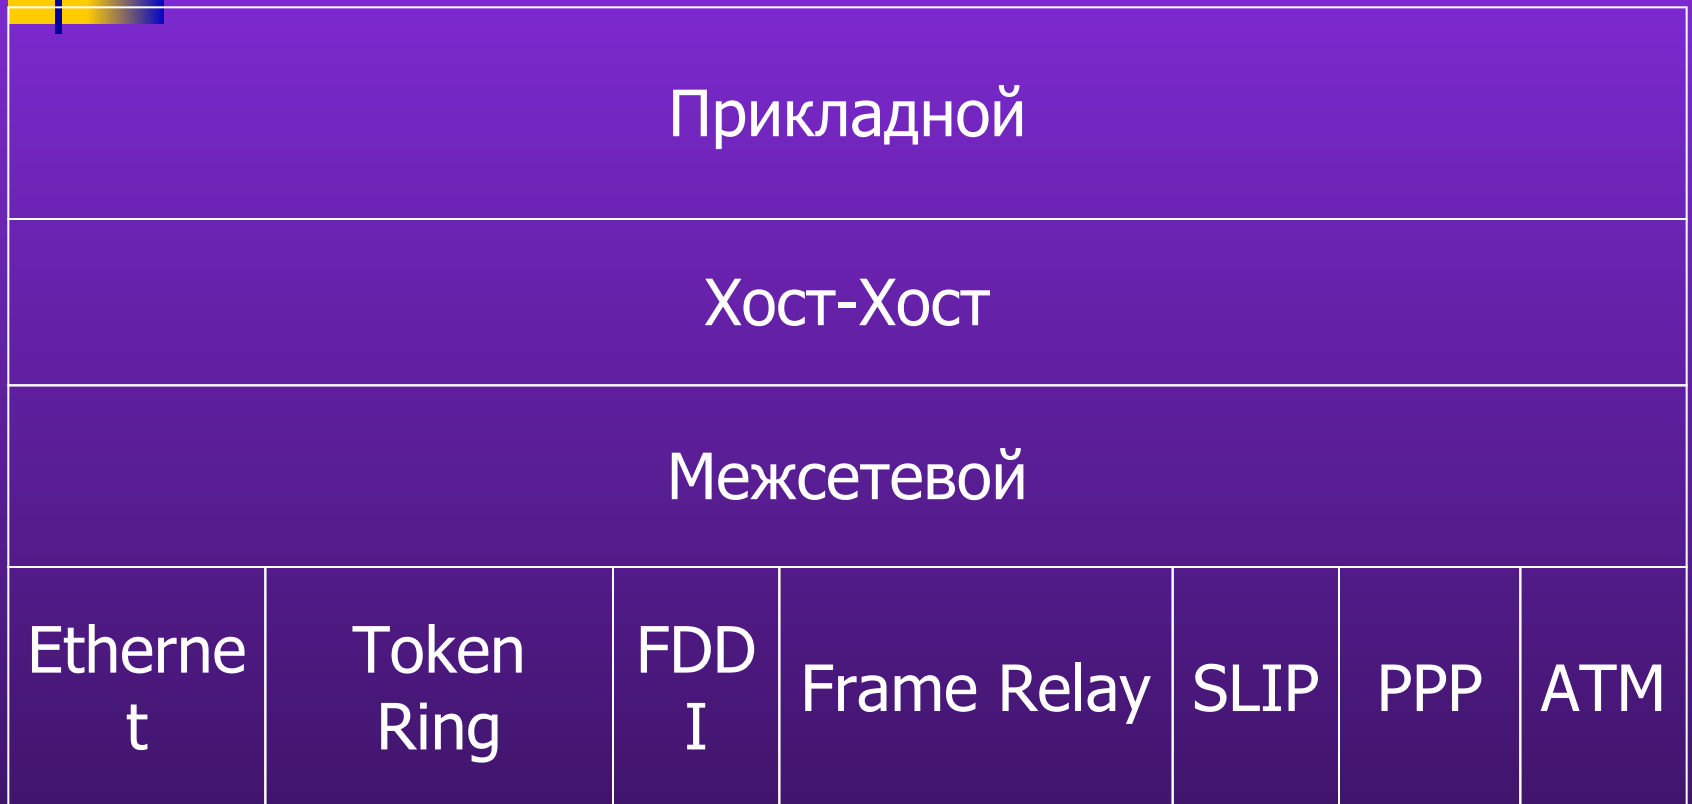 Прикладной
Хост-Хост
Межсетевой
Etherne
t
Token
Ring
FDD
I
Frame Relay
SLIP
PPP
ATM